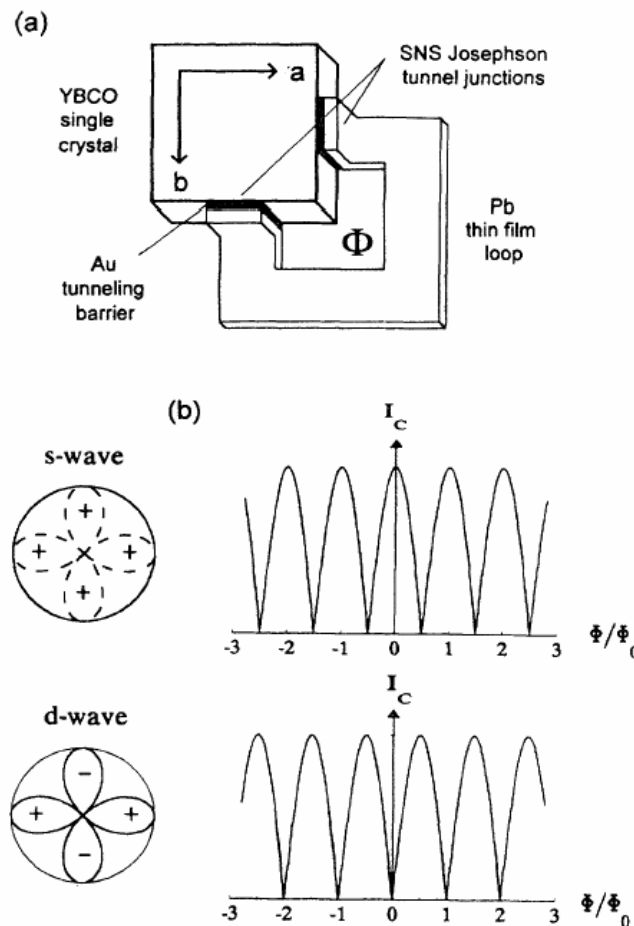 (a)
SNS Josephson
tunnel junctions
YBCO
single
crystal
a
b
Φ
Pb
thin film
loop
Au
tunneling
barrier
(b)
s-wave
+
+ +
+
I_C
-3 -2 -1 0 1 2 3
Φ/Φ₀
d-wave
−
+ +
−
I_C
-3 -2 -1 0 1 2 3
Φ/Φ₀